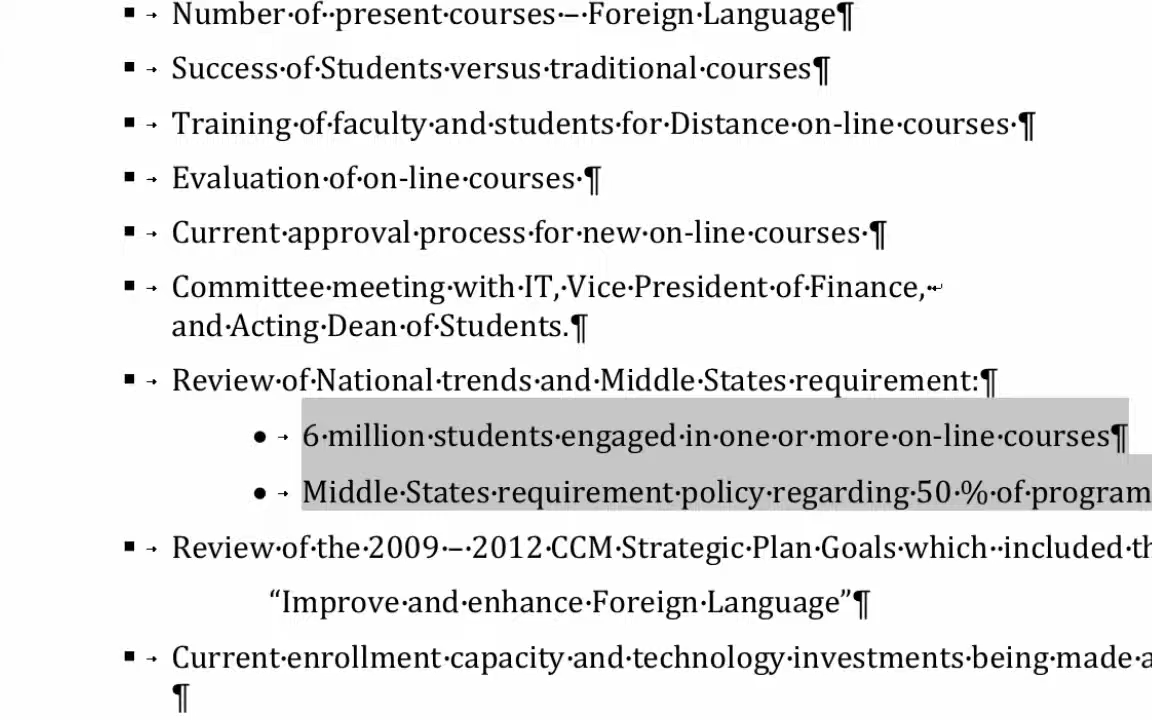 Number of  present courses – Foreign Language
Success of Students versus traditional courses
Training of faculty and students for Distance on-line courses
Evaluation of on-line courses
Current approval process for new on-line courses
Committee meeting with IT, Vice President of Finance,
and Acting Dean of Students.
Review of National trends and Middle States requirement:
6 million students engaged in one or more on-line courses
Middle States requirement policy regarding 50 % of program
Review of the 2009 – 2012 CCM Strategic Plan Goals which  included
“Improve and enhance Foreign Language”
Current enrollment capacity and technology investments being made